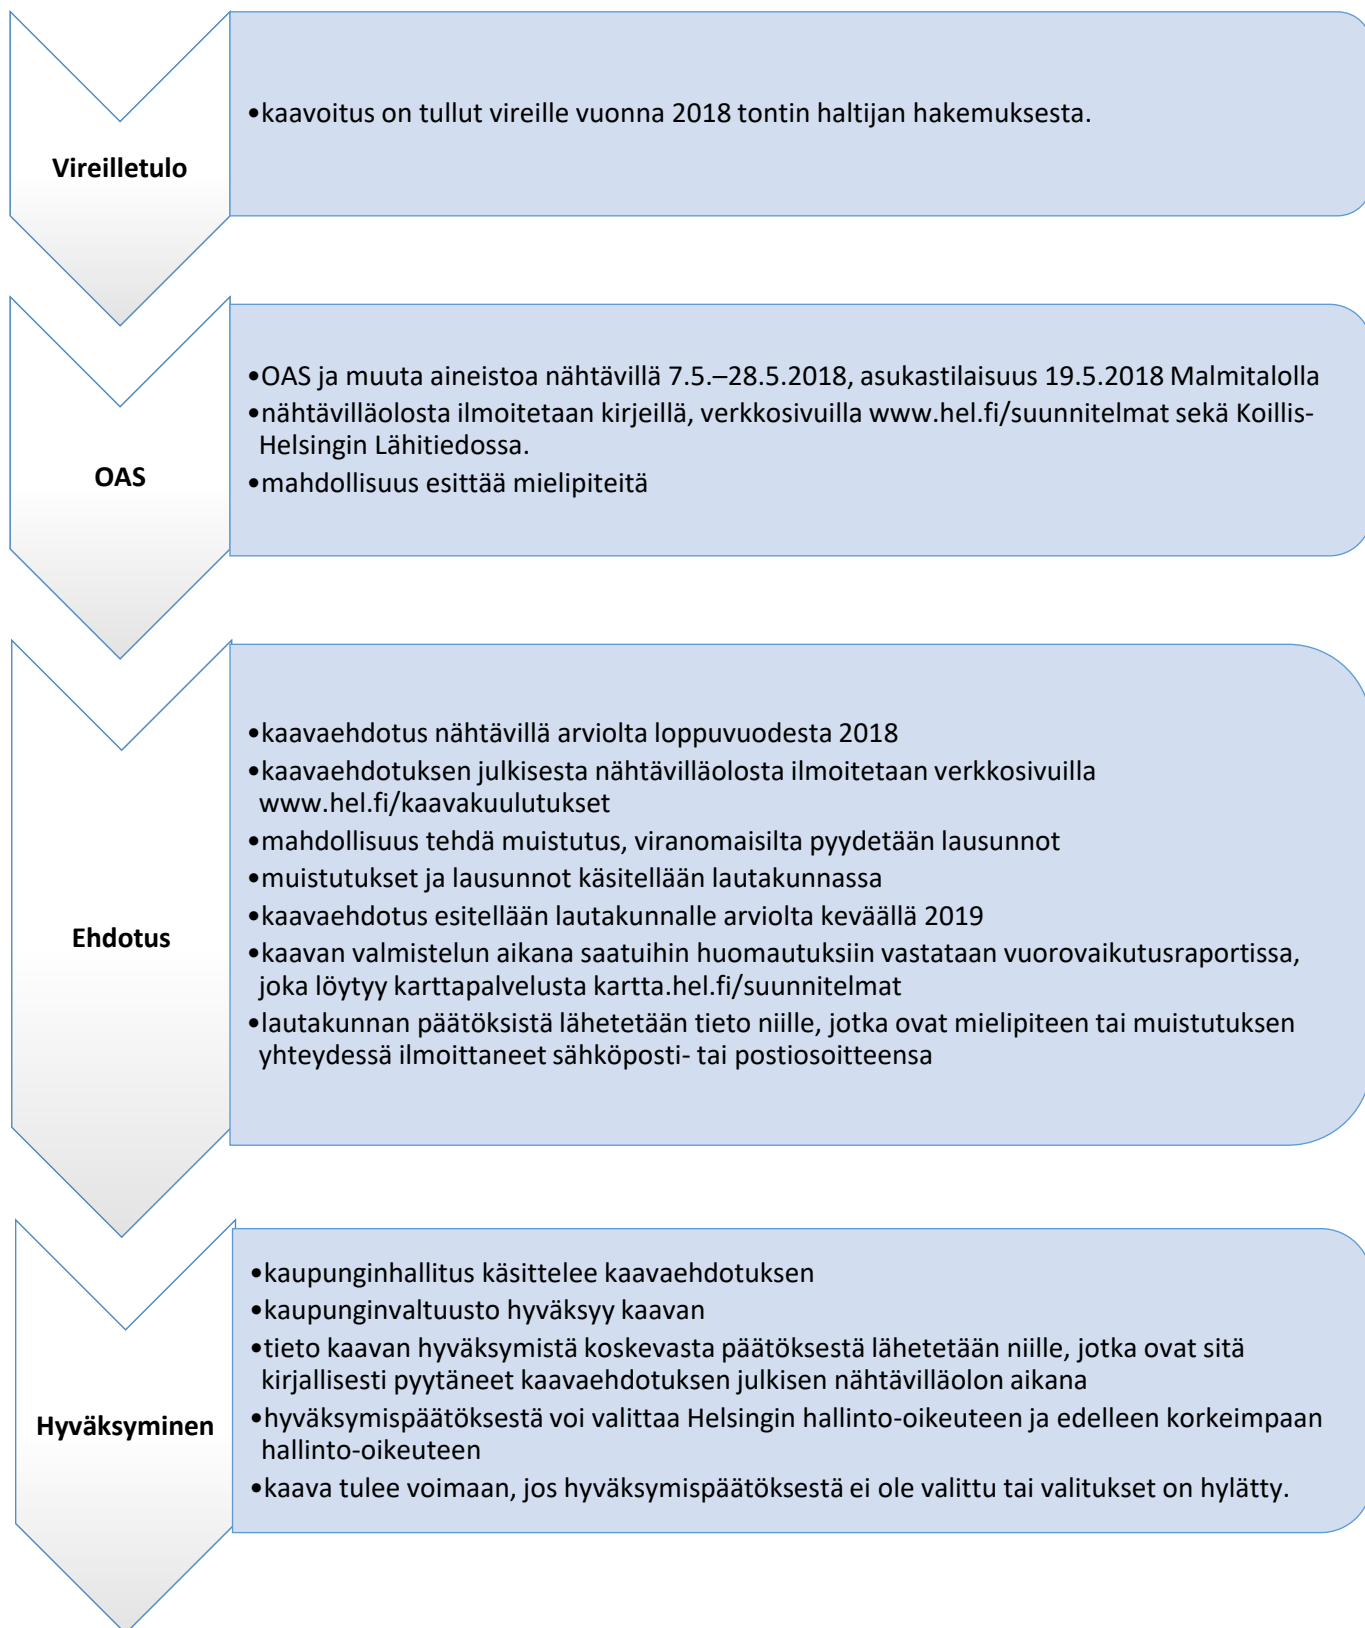 Vireilletulo
•kaavoitus on tullut vireille vuonna 2018 tontin haltijan hakemuksesta.
OAS
•OAS ja muuta aineistoa nähtävillä 7.5.–28.5.2018, asukastilaisuus 19.5.2018 Malmitalolla
•nähtävilläolosta ilmoitetaan kirjeillä, verkkosivuilla www.hel.fi/suunnitelmat sekä Koillis-
Helsingin Lähitiedossa.
•mahdollisuus esittää mielipiteitä
Ehdotus
•kaavaehdotus nähtävillä arviolta loppuvuodesta 2018
•kaavaehdotuksen julkisesta nähtävilläolosta ilmoitetaan verkkosivuilla
www.hel.fi/kaavakuulutukset
•mahdollisuus tehdä muistutus, viranomaisilta pyydetään lausunnot
•muistutukset ja lausunnot käsitellään lautakunnassa
•kaavaehdotus esitellään lautakunnalle arviolta keväällä 2019
•kaavan valmistelun aikana saatuihin huomautuksiin vastataan vuorovaikutusraportissa,
joka löytyy karttapalvelusta kartta.hel.fi/suunnitelmat
•lautakunnan päätöksistä lähetetään tieto niille, jotka ovat mielipiteen tai muistutuksen
yhteydessä ilmoittaneet sähköposti- tai postiosoitteensa
Hyväksyminen
•kaupunginhallitus käsittelee kaavaehdotuksen
•kaupunginvaltuusto hyväksyy kaavan
•tieto kaavan hyväksymistä koskevasta päätöksestä lähetetään niille, jotka ovat sitä
kirjallisesti pyytäneet kaavaehdotuksen julkisen nähtävilläolon aikana
•hyväksymispäätöksestä voi valittaa Helsingin hallinto-oikeuteen ja edelleen korkeimpaan
hallinto-oikeuteen
•kaava tulee voimaan, jos hyväksymispäätöksestä ei ole valittu tai valitukset on hylätty.